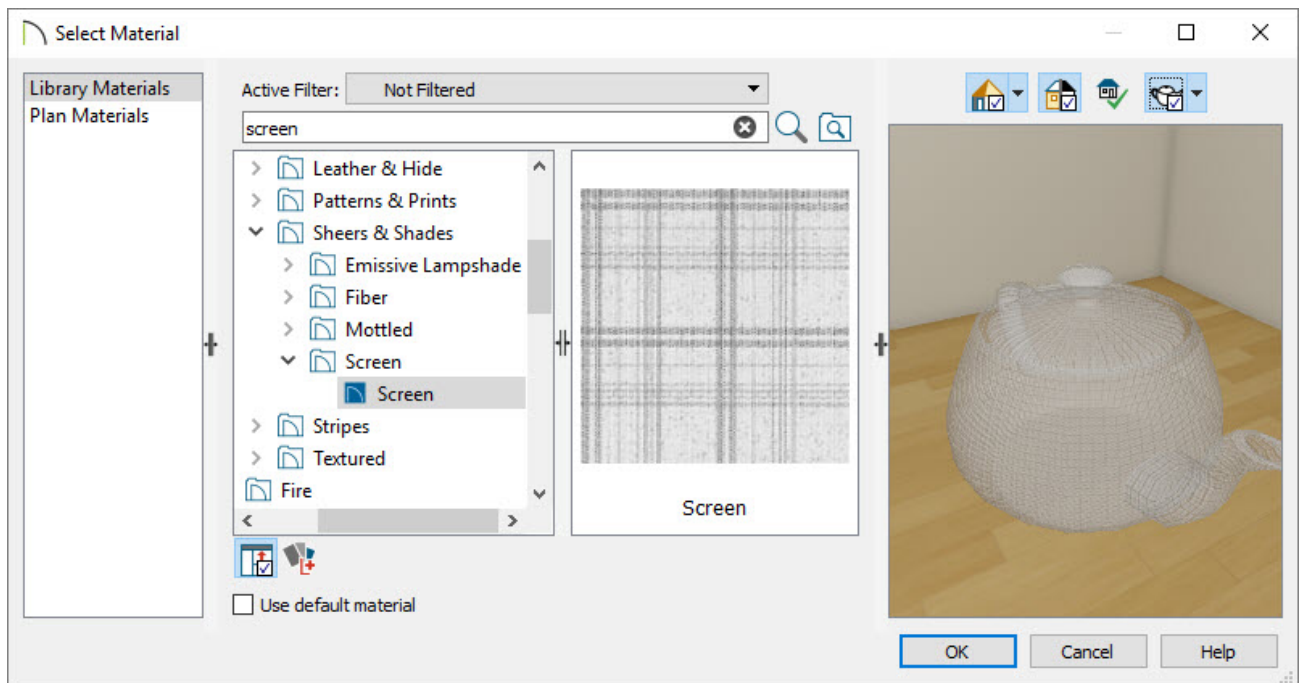 Select Material
Library Materials
Plan Materials
Active Filter: Not Filtered
screen
Leather & Hide
Patterns & Prints
Sheers & Shades
Emissive Lampshade
Fiber
Mottled
Screen
Screen
Stripes
Textured
Fire
Screen
Use default material
OK Cancel Help